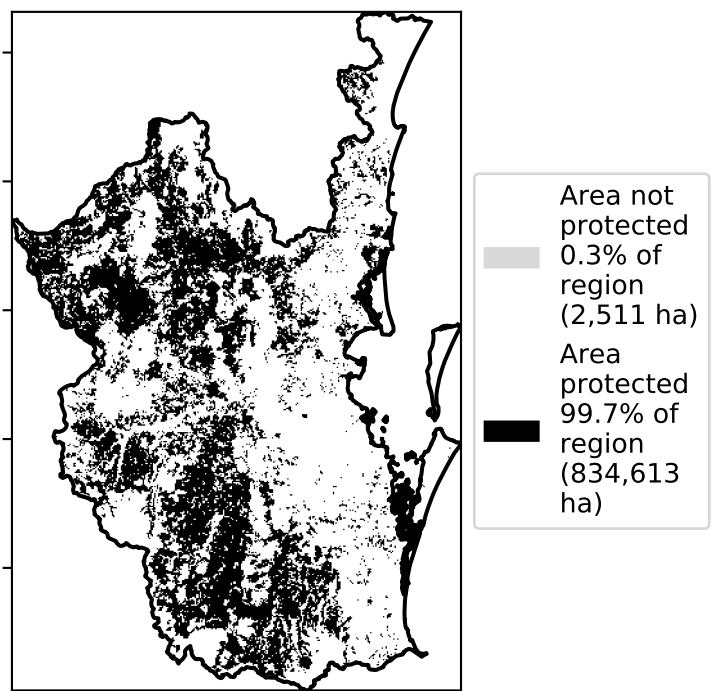 Area not
protected
0.3% of
region
(2,511 ha)
Area
protected
99.7% of
region
(834,613
ha)